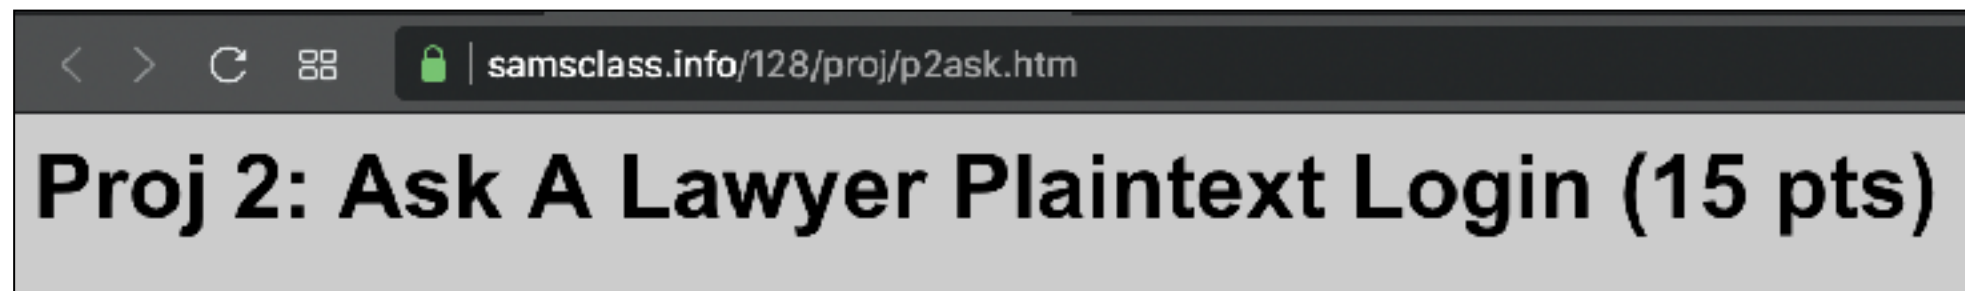 samsclass.info/128/proj/p2ask.htm
Proj 2: Ask A Lawyer Plaintext Login (15 pts)